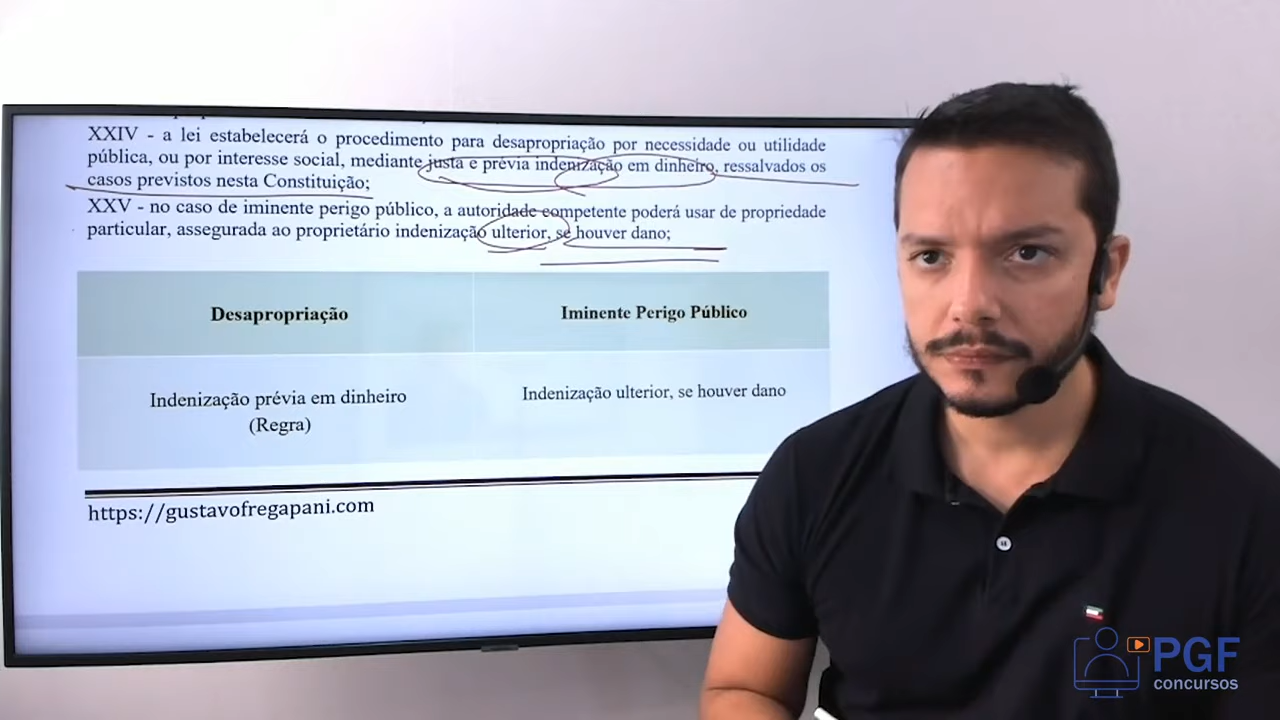 XXIV - a lei estabelecerá o procedimento para desapropriação por necessidade ou utilidade
pública, ou por interesse social, mediante justa e prévia indenização em dinheiro, ressalvados os
casos previstos nesta Constituição;
XXV - no caso de iminente perigo público, a autoridade competente poderá usar de propriedade
particular, assegurada ao proprietário indenização ulterior, se houver dano;
Desapropriação
Iminente Perigo Público
Indenização prévia em dinheiro
(Regra)
Indenização ulterior, se houver dano
https://gustavofregapani.com
PGF
concursos